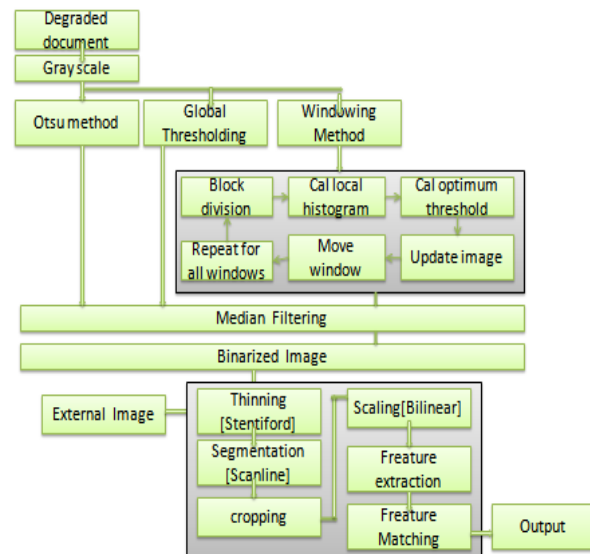 Degraded
document
Gray scale
Otsu method
Global
Thresholding
Windowing
Method
Block
division
Cal local
histogram
Cal optimum
threshold
Repeat for
all windows
Move
window
Update image
Median Filtering
Binarized Image
External Image
Thinning
[Stentiford]
Segmentation
[Scanline]
cropping
Scaling[Bilinear]
Freature
extraction
Freature
Matching
Output